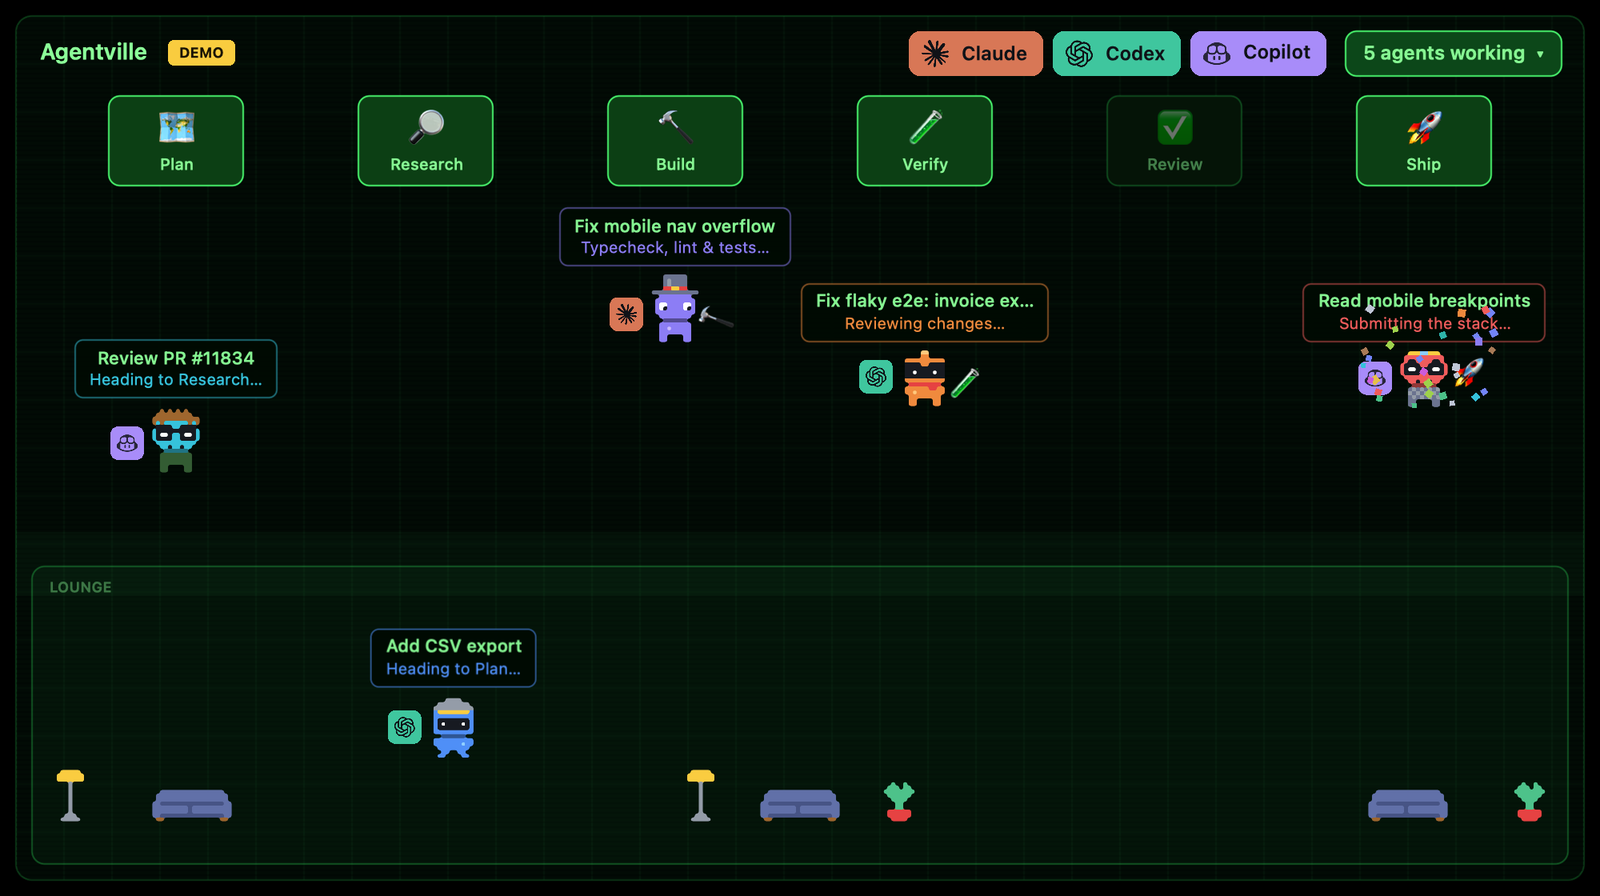 Agentville
DEMO
Claude
Codex
Copilot
5 agents working
Plan
Research
Build
Verify
Review
Ship
Fix mobile nav overflow
Typecheck, lint & tests...
Fix flaky e2e: invoice ex...
Reviewing changes...
Read mobile breakpoints
Submitting the stack...
Review PR #11834
Heading to Research...
LOUNGE
Add CSV export
Heading to Plan...